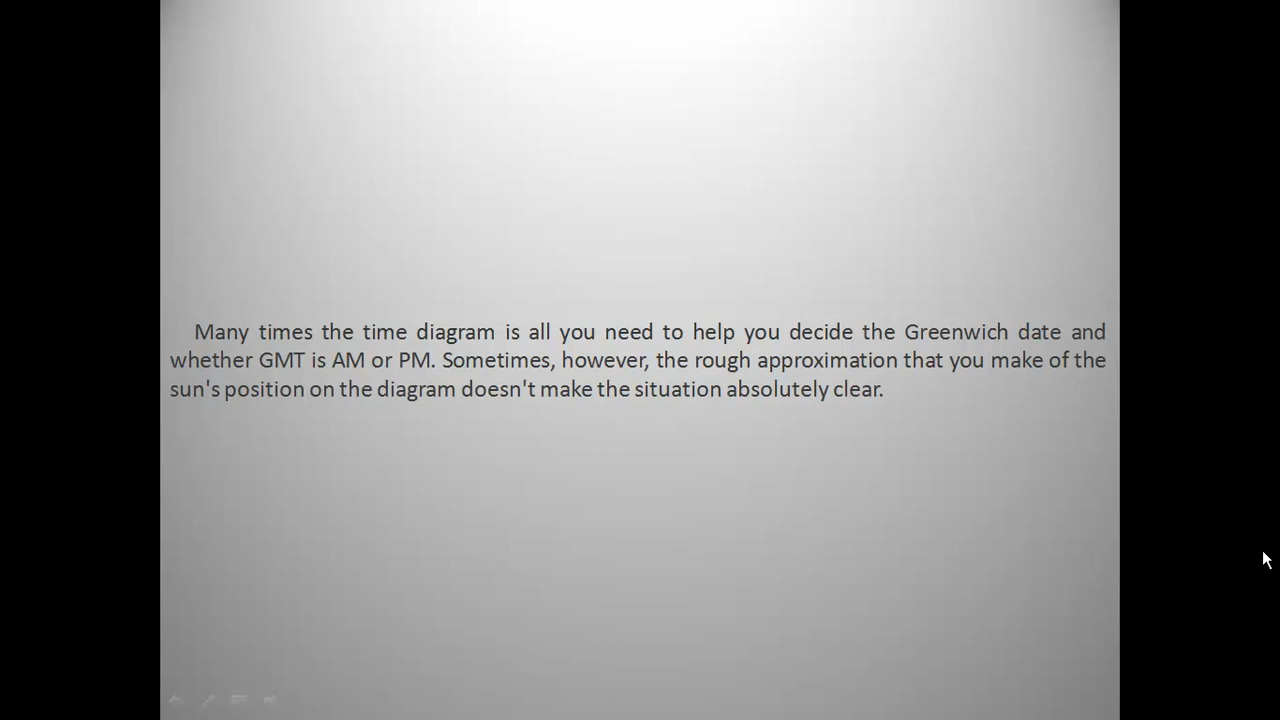 Many times the time diagram is all you need to help you decide the Greenwich date and
whether GMT is AM or PM. Sometimes, however, the rough approximation that you make of the
sun's position on the diagram doesn't make the situation absolutely clear.